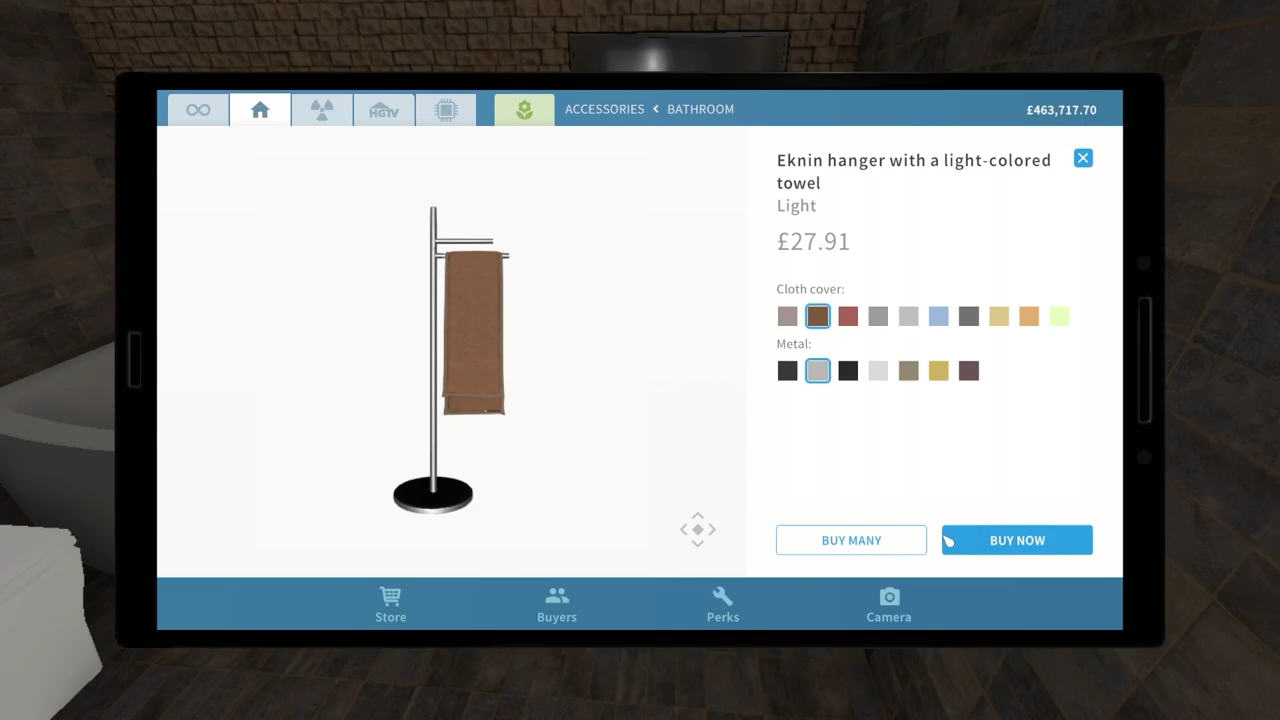 HGTV
ACCESSORIES < BATHROOM
£463,717.70
Eknin hanger with a light-colored
towel
Light
£27.91
Cloth cover:
Metal:
BUY MANY
BUY NOW
Store
Buyers
Perks
Camera